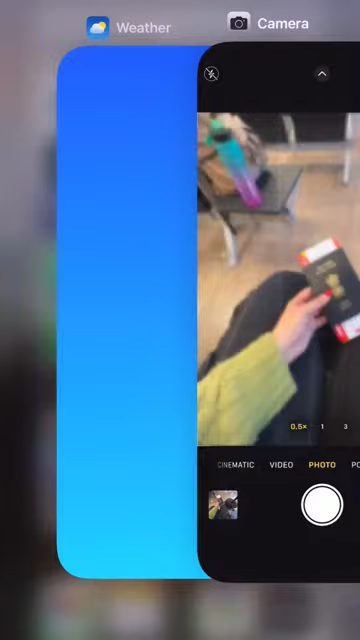 Weather
Camera
0.5×
1
3
CINEMATIC
VIDEO
PHOTO
PO